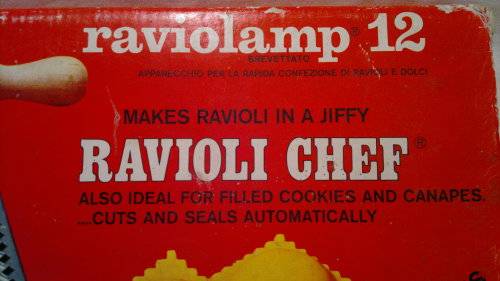 raviolamp® 12
BREVETTATO
APPARECCHIO PER LA RAPIDA CONFEZIONE DI RAVIOLI E DOLCI
MAKES RAVIOLI IN A JIFFY
RAVIOLI CHEF®
ALSO IDEAL FOR FILLED COOKIES AND CANAPES.
....CUTS AND SEALS AUTOMATICALLY